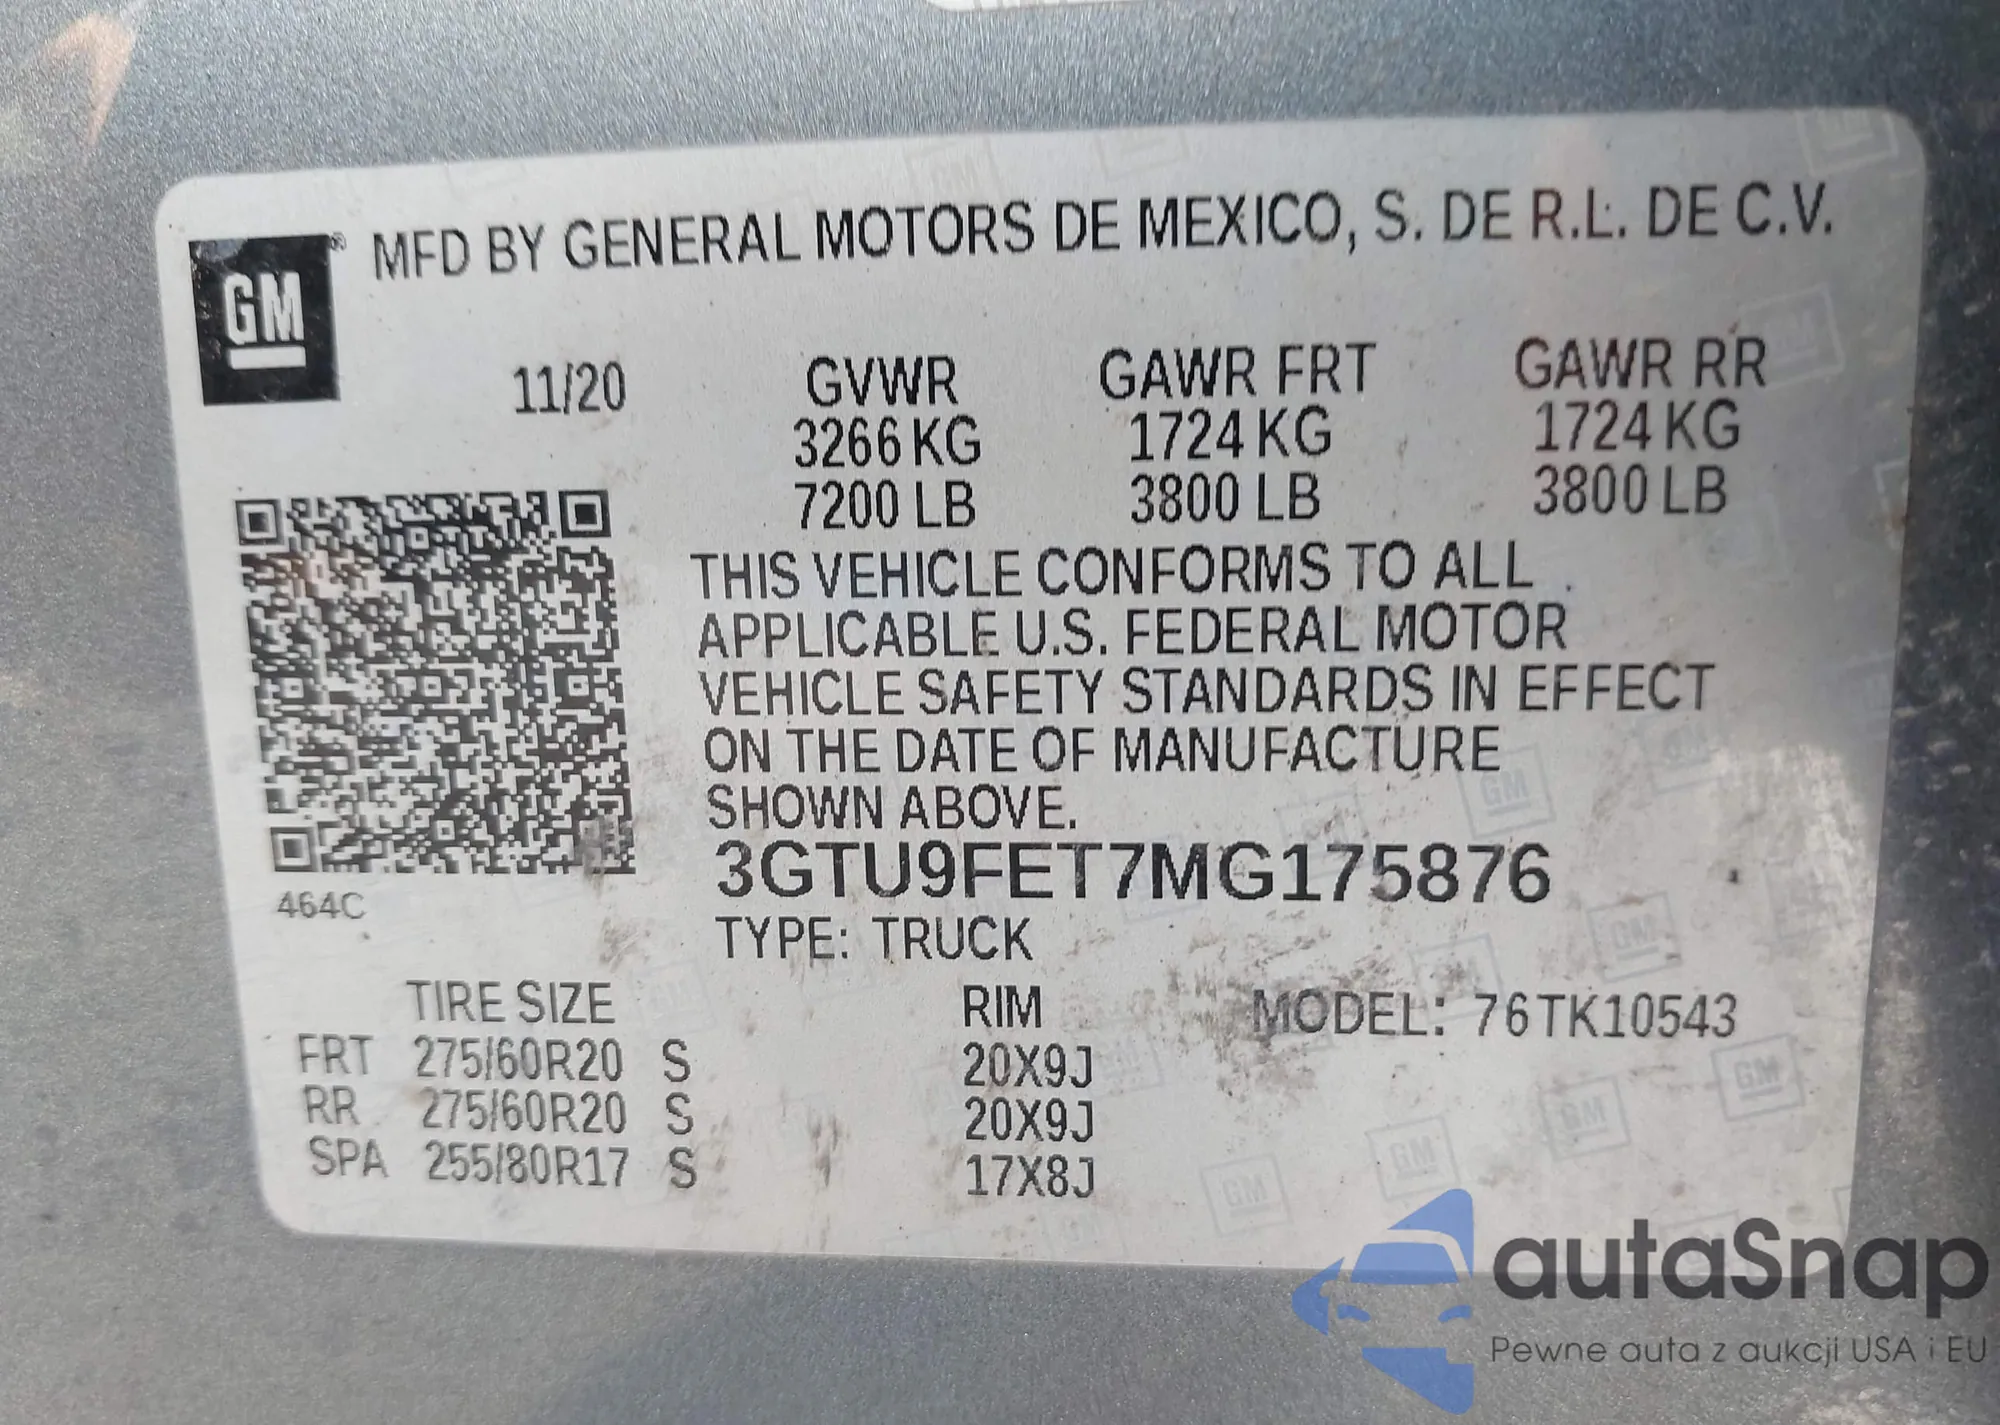 GM® MFD BY GENERAL MOTORS DE MEXICO, S. DE R.L. DE C.V.
11/20 GVWR GAWR FRT GAWR RR
3266 KG 1724 KG 1724 KG
7200 LB 3800 LB 3800 LB
THIS VEHICLE CONFORMS TO ALL
APPLICABLE U.S. FEDERAL MOTOR
VEHICLE SAFETY STANDARDS IN EFFECT
ON THE DATE OF MANUFACTURE
SHOWN ABOVE.
3GTU9FET7MG175876
464C
TYPE: TRUCK
TIRE SIZE RIM MODEL: 76TK10543
FRT 275/60R20 S 20X9J
RR 275/60R20 S 20X9J
SPA 255/80R17 S 17X8J
autaSnap
Pewne auta z aukcji USA i EU